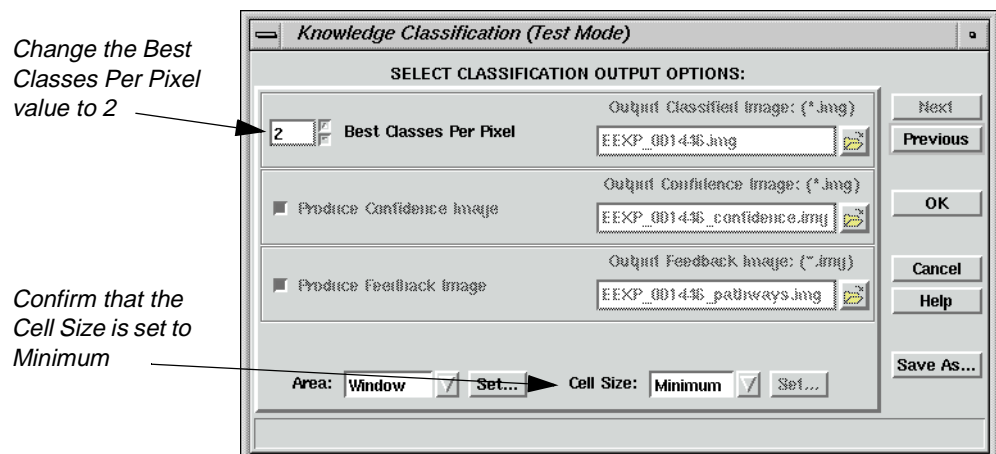 Change the Best
Classes Per Pixel
value to 2
Confirm that the
Cell Size is set to
Minimum
Knowledge Classification (Test Mode)
SELECT CLASSIFICATION OUTPUT OPTIONS:
2 Best Classes Per Pixel
Output Classified Image: (*.img)
EEXP_001436.img
Produce Confidence Image
Output Confidence Image: (*.img)
EEXP_001436_confidence.img
Produce Feedback Image
Output Feedback Image: (*.img)
EEXP_001436_pathways.img
Area: Window Set... Cell Size: Minimum Set...
Next
Previous
OK
Cancel
Help
Save As...